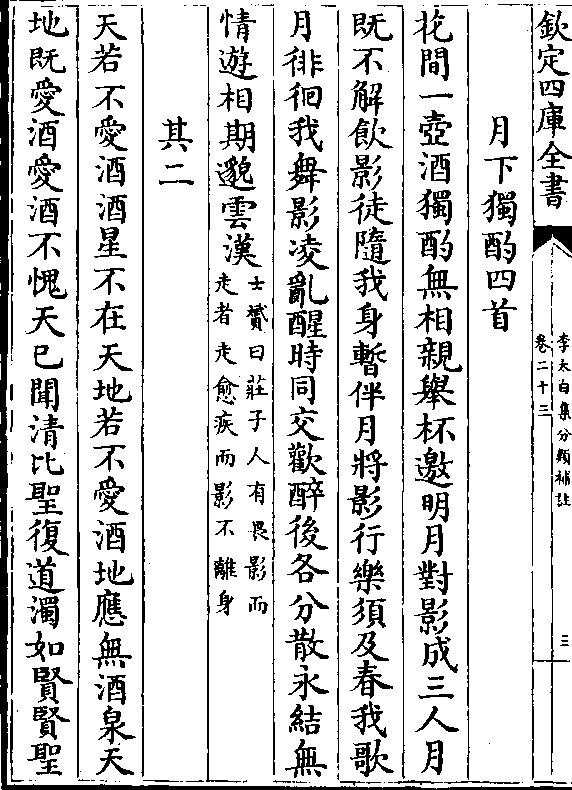 欽定四庫全書
李太白集分類補註
卷二十三
三
月下獨酌四首
花間一壺酒獨酌無相親舉杯邀明月對影成三人月
既不解飲影徒隨我身暫伴月將影行樂須及春我歌
月徘徊我舞影凌亂醒時同交歡醉後各分散永結無
情遊相期邈雲漢
士贇曰莊子人有畏影而
走者走愈疾而影不離身
其二
天若不愛酒酒星不在天地若不愛酒地應無酒泉天
地既愛酒愛酒不愧天已聞清比聖復道濁如賢賢聖